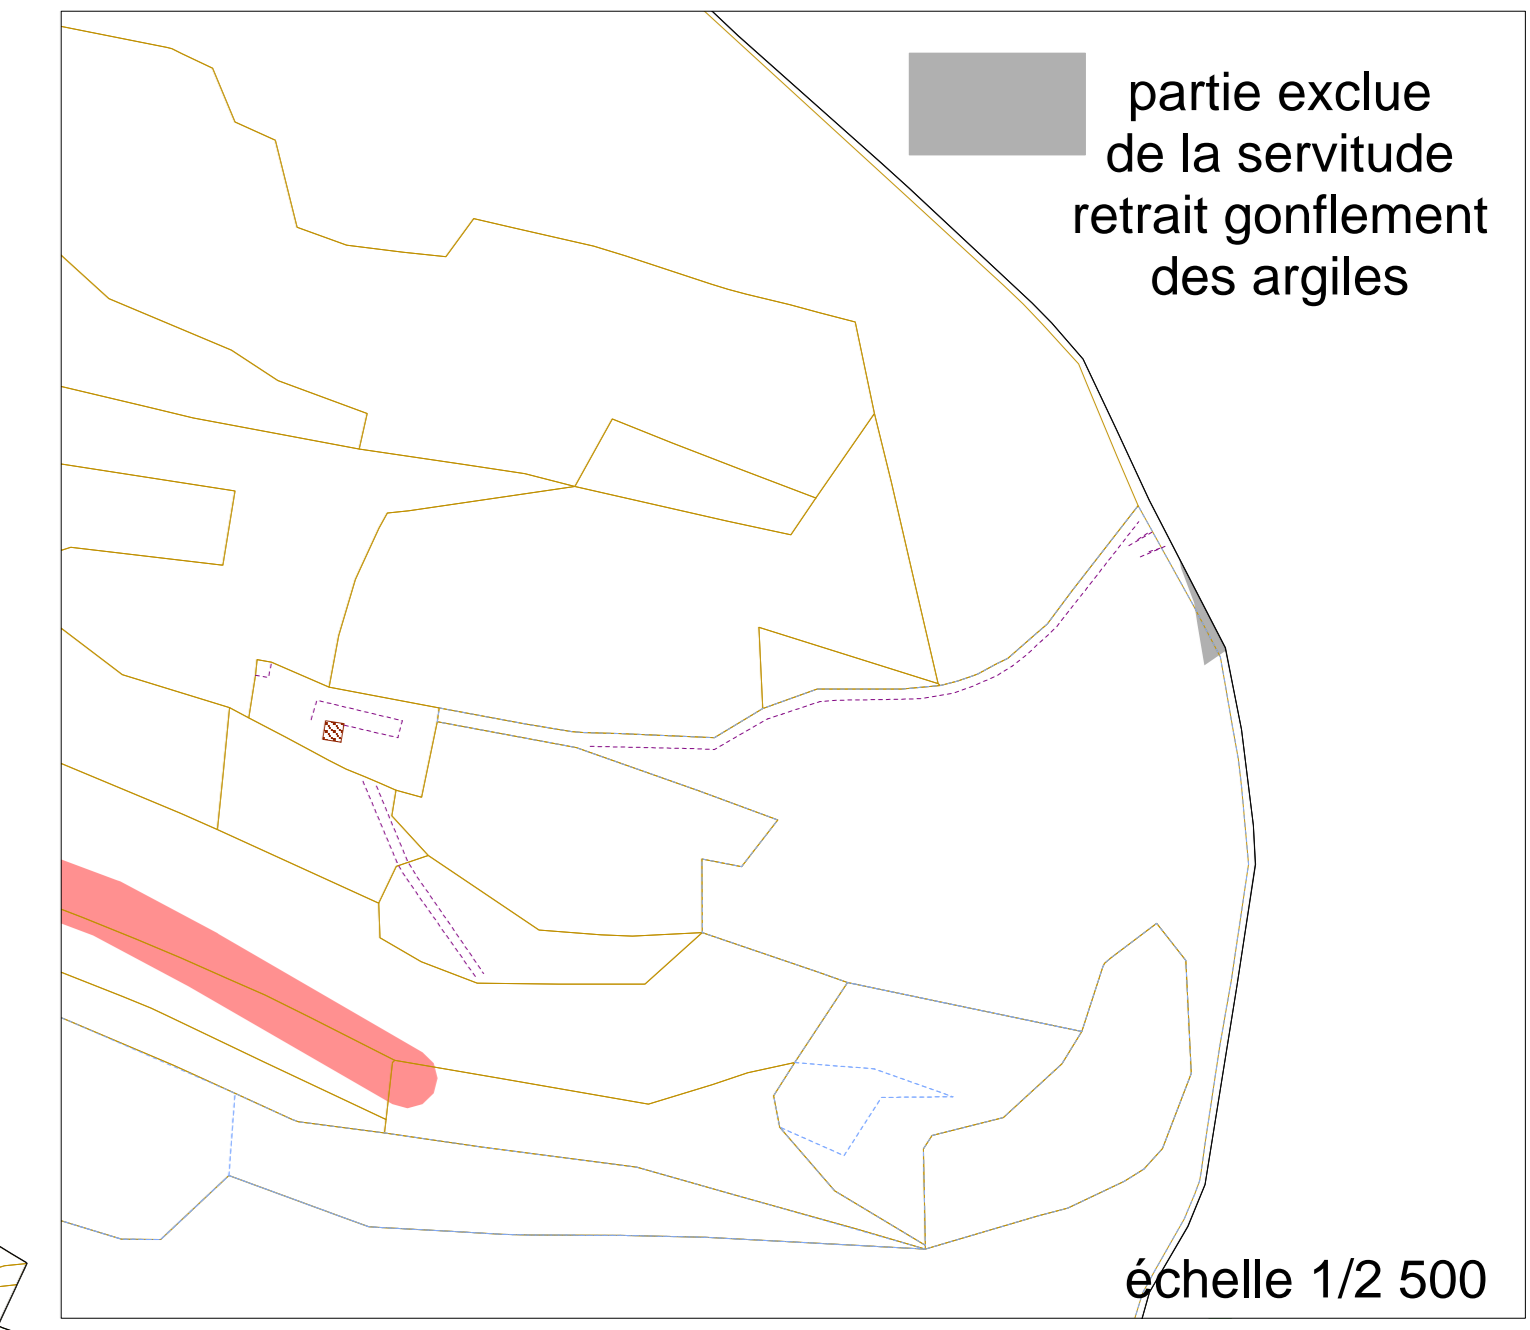 partie exclue
de la servitude
retrait gonflement
des argiles
échelle 1/2 500